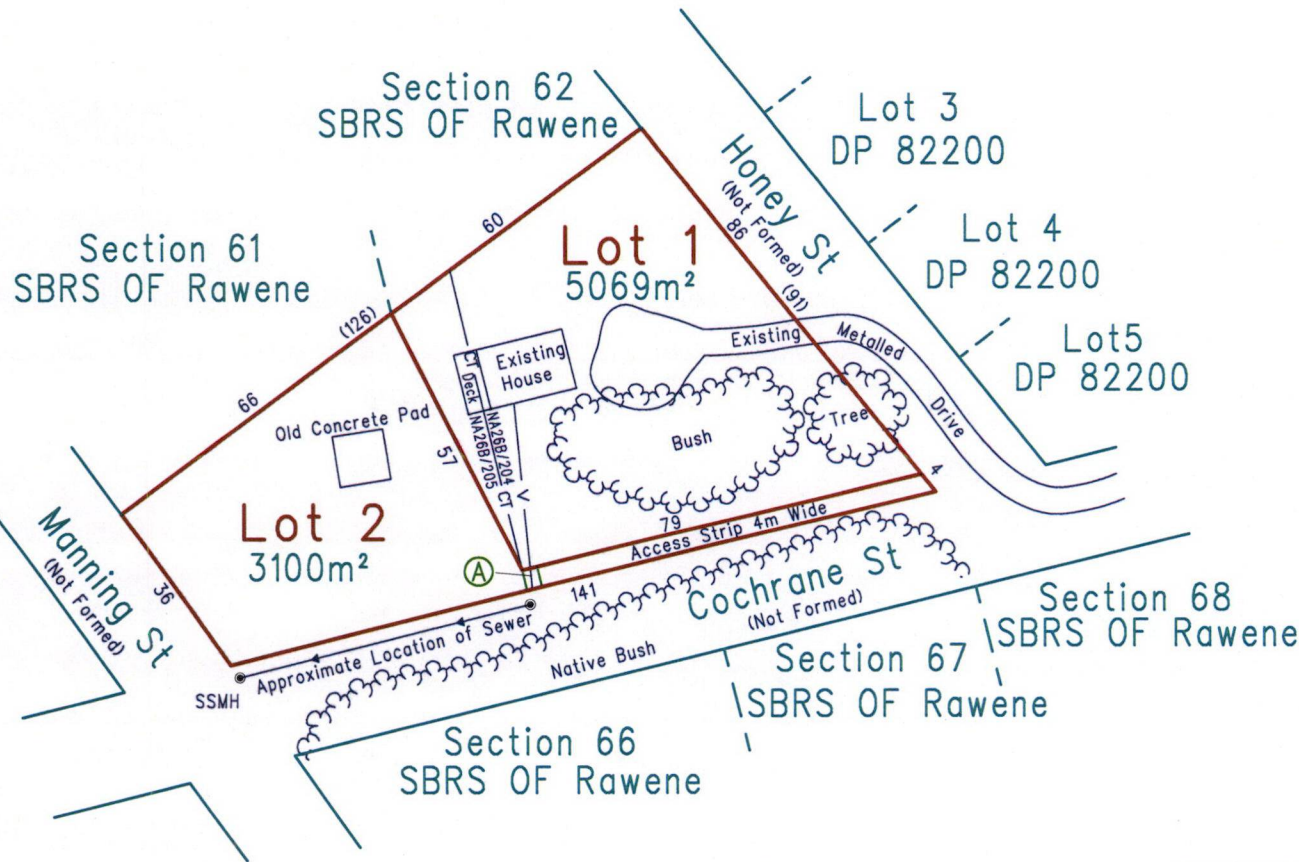 Section 62
SBRS OF Rawene
Lot 3
DP 82200
Honey St
(Not Formed)
Lot 4
DP 82200
Lot5
DP 82200
Section 61
SBRS OF Rawene
60
Lot 1
5069m²
86
(91)
(126)
66
Existing Metalled Drive
Existing
House
CT
Deck
NA26B/204 CT
NA26B/205
V
Bush
Tree
Old Concrete Pad
57
Lot 2
3100m²
4
79
Access Strip 4m Wide
A
141
Manning St
(Not Formed)
36
Approximate Location of Sewer
SSMH
Cochrane St
(Not Formed)
Native Bush
Section 68
SBRS OF Rawene
Section 67
SBRS OF Rawene
Section 66
SBRS OF Rawene